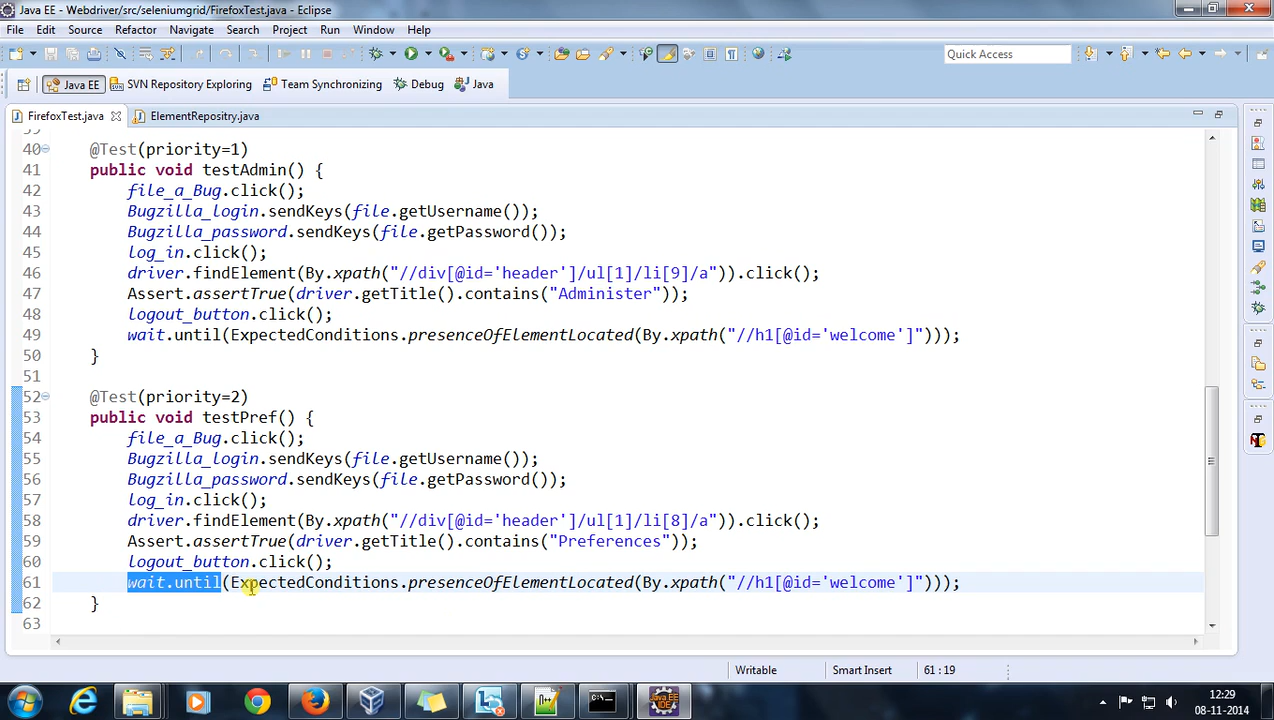 Java EE - Webdriver/src/seleniumgrid/FirefoxTest.java - Eclipse
File Edit Source Refactor Navigate Search Project Run Window Help
Quick Access
Java EE SVN Repository Exploring Team Synchronizing Debug Java
FirefoxTest.java ElementRepositry.java
39
40 @Test(priority=1)
41 public void testAdmin() {
42 file_a_Bug.click();
43 Bugzilla_login.sendKeys(file.getUsername());
44 Bugzilla_password.sendKeys(file.getPassword());
45 log_in.click();
46 driver.findElement(By.xpath("//div[@id='header']/ul[1]/li[9]/a")).click();
47 Assert.assertTrue(driver.getTitle().contains("Administer"));
48 logout_button.click();
49 wait.until(ExpectedConditions.presenceOfElementLocated(By.xpath("//h1[@id='welcome']")));
50 }
51
52 @Test(priority=2)
53 public void testPref() {
54 file_a_Bug.click();
55 Bugzilla_login.sendKeys(file.getUsername());
56 Bugzilla_password.sendKeys(file.getPassword());
57 log_in.click();
58 driver.findElement(By.xpath("//div[@id='header']/ul[1]/li[8]/a")).click();
59 Assert.assertTrue(driver.getTitle().contains("Preferences"));
60 logout_button.click();
61 wait.until(ExpectedConditions.presenceOfElementLocated(By.xpath("//h1[@id='welcome']")));
62 }
63
Writable Smart Insert 61 : 19
Java EE
IDE
12:29
08-11-2014